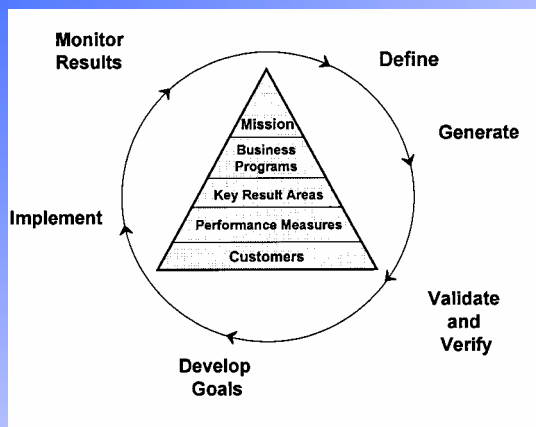 Monitor
Results
Define
Generate
Validate
and
Verify
Develop
Goals
Implement
Mission
Business
Programs
Key Result Areas
Performance Measures
Customers